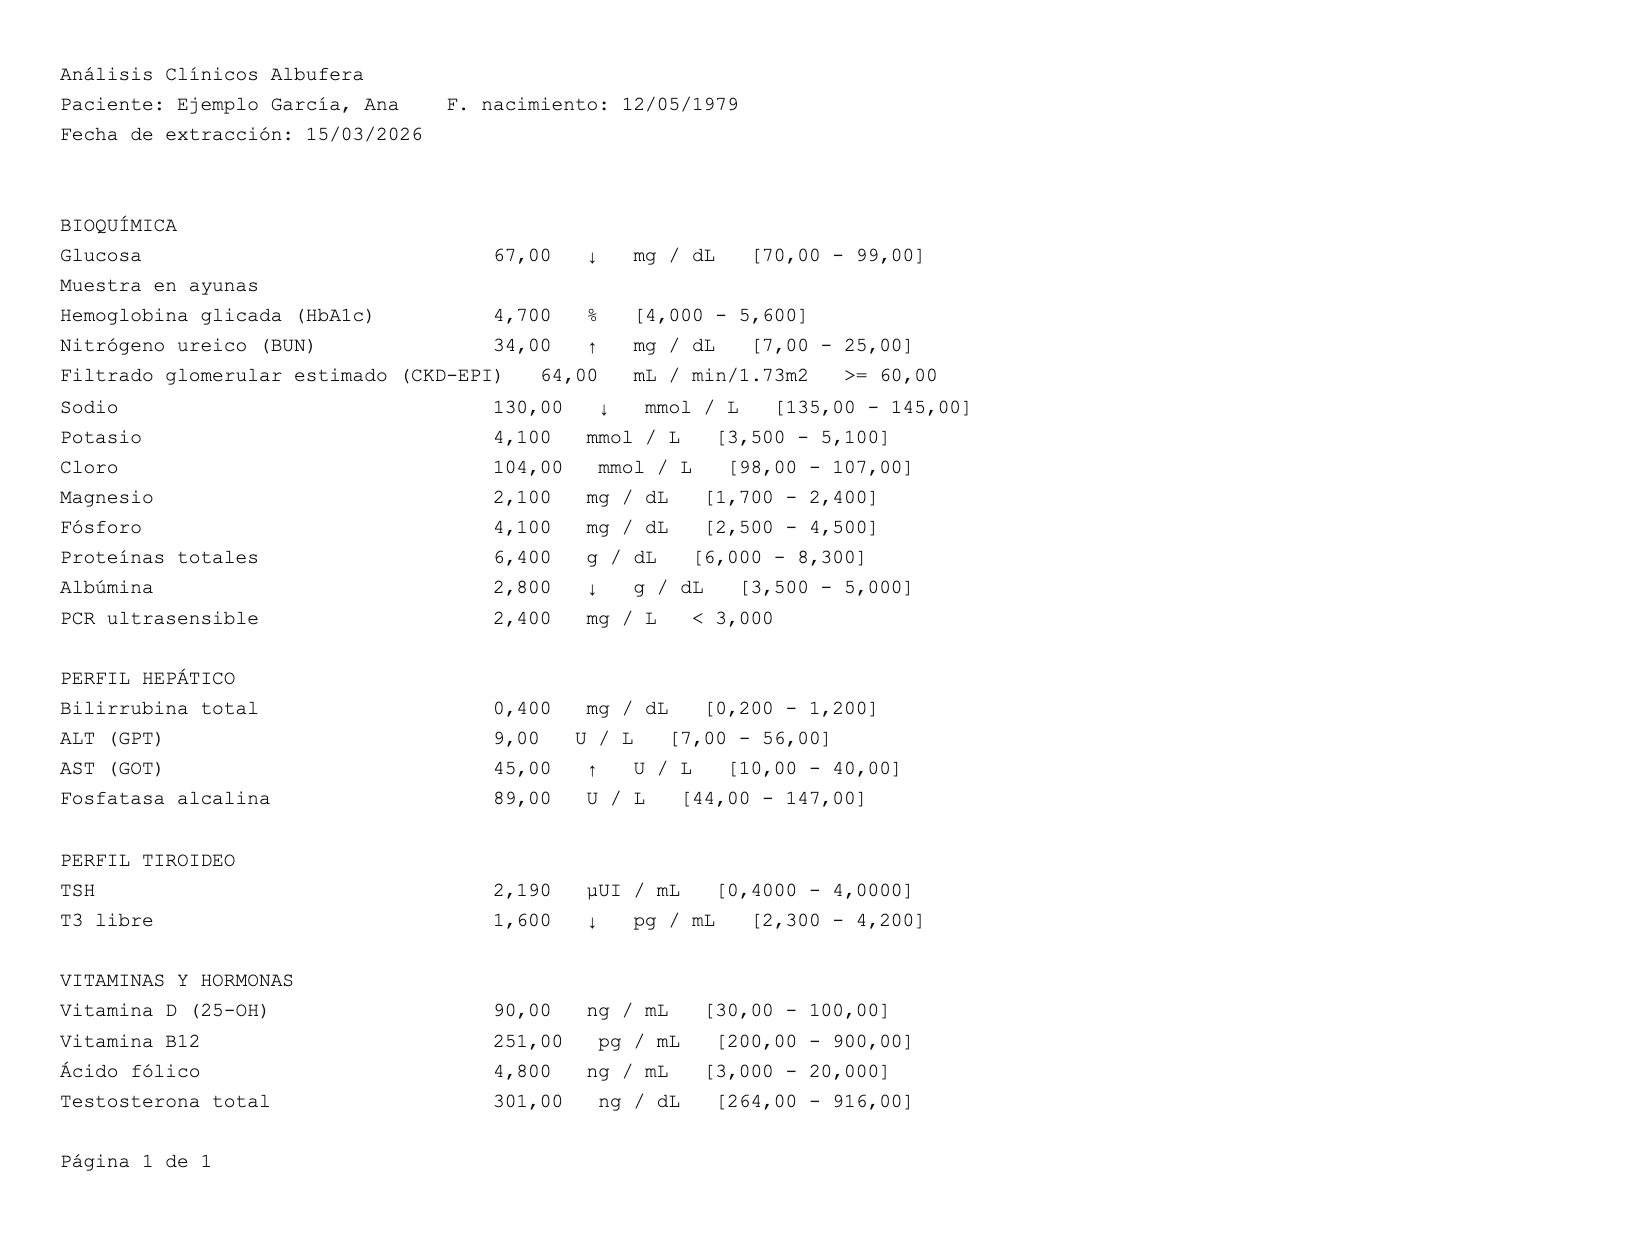 Análisis Clínicos Albufera
Paciente: Ejemplo García, Ana    F. nacimiento: 12/05/1979
Fecha de extracción: 15/03/2026
BIOQUÍMICA
Glucosa                              67,00   ↓   mg / dL   [70,00 - 99,00]
Muestra en ayunas
Hemoglobina glicada (HbA1c)          4,700   %   [4,000 - 5,600]
Nitrógeno ureico (BUN)               34,00   ↑   mg / dL   [7,00 - 25,00]
Filtrado glomerular estimado (CKD-EPI)   64,00   mL / min/1.73m2   >= 60,00
Sodio                                130,00   ↓   mmol / L   [135,00 - 145,00]
Potasio                              4,100   mmol / L   [3,500 - 5,100]
Cloro                                104,00   mmol / L   [98,00 - 107,00]
Magnesio                             2,100   mg / dL   [1,700 - 2,400]
Fósforo                              4,100   mg / dL   [2,500 - 4,500]
Proteínas totales                    6,400   g / dL   [6,000 - 8,300]
Albúmina                             2,800   ↓   g / dL   [3,500 - 5,000]
PCR ultrasensible                    2,400   mg / L   < 3,000
PERFIL HEPÁTICO
Bilirrubina total                    0,400   mg / dL   [0,200 - 1,200]
ALT (GPT)                            9,00   U / L   [7,00 - 56,00]
AST (GOT)                            45,00   ↑   U / L   [10,00 - 40,00]
Fosfatasa alcalina                   89,00   U / L   [44,00 - 147,00]
PERFIL TIROIDEO
TSH                                  2,190   µUI / mL   [0,4000 - 4,0000]
T3 libre                             1,600   ↓   pg / mL   [2,300 - 4,200]
VITAMINAS Y HORMONAS
Vitamina D (25-OH)                   90,00   ng / mL   [30,00 - 100,00]
Vitamina B12                         251,00   pg / mL   [200,00 - 900,00]
Ácido fólico                         4,800   ng / mL   [3,000 - 20,000]
Testosterona total                   301,00   ng / dL   [264,00 - 916,00]
Página 1 de 1